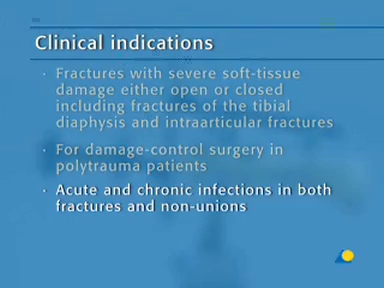 Clinical indications
· Fractures with severe soft-tissue
damage either open or closed
including fractures of the tibial
diaphysis and intraarticular fractures
· For damage-control surgery in
polytrauma patients
· Acute and chronic infections in both
fractures and non-unions